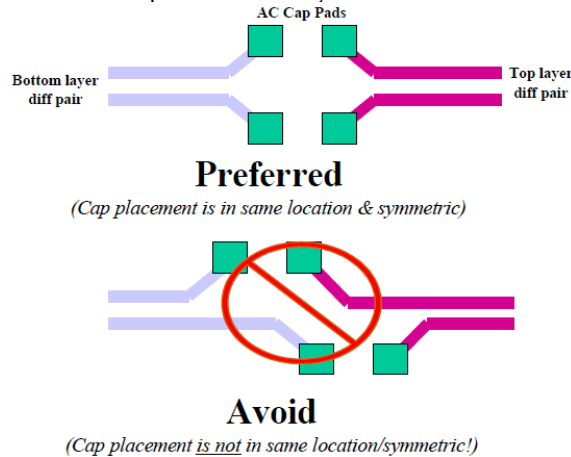 AC Cap Pads
Bottom layer
diff pair
Top layer
diff pair
Preferred
(Cap placement is in same location & symmetric)
Avoid
(Cap placement is not in same location/symmetric!)